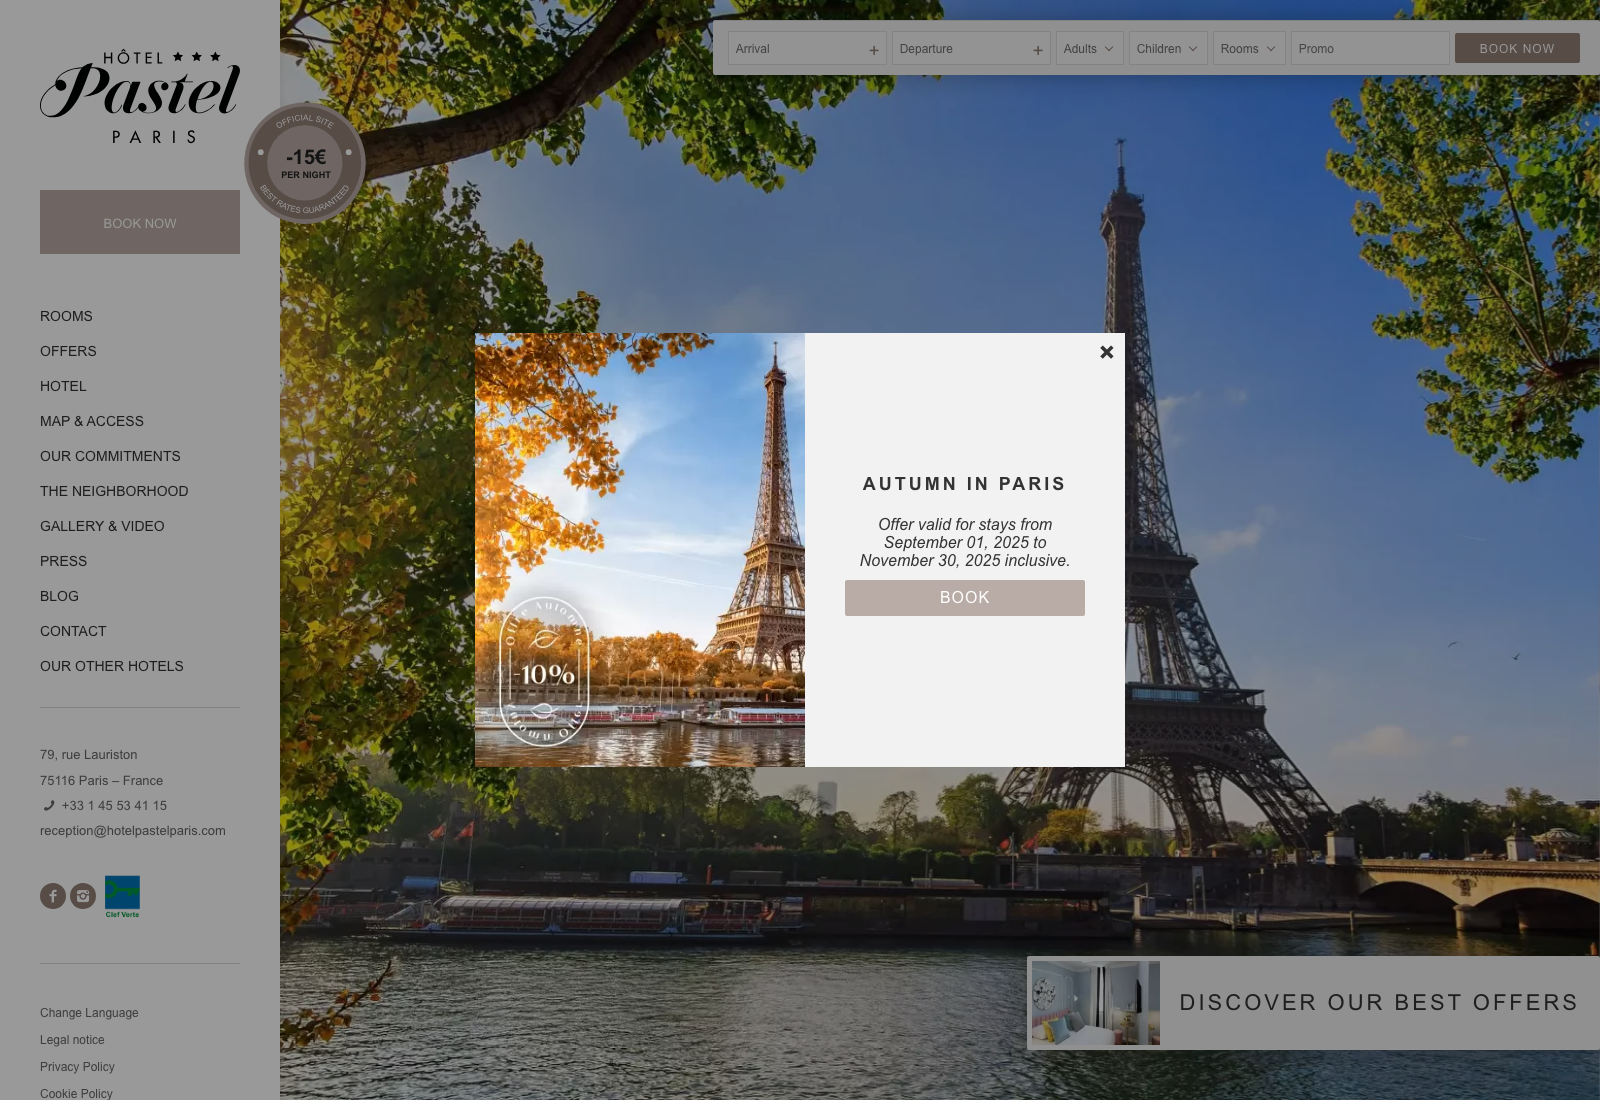 HÔTEL ★★★
Pastel
PARIS
OFFICIAL SITE
-15€
PER NIGHT
BEST RATES GUARANTEED
BOOK NOW
ROOMS
OFFERS
HOTEL
MAP & ACCESS
OUR COMMITMENTS
THE NEIGHBORHOOD
GALLERY & VIDEO
PRESS
BLOG
CONTACT
OUR OTHER HOTELS
79, rue Lauriston
75116 Paris – France
+33 1 45 53 41 15
reception@hotelpastelparis.com
Clef Verte
Change Language
Legal notice
Privacy Policy
Cookie Policy
Arrival
Departure
Adults
Children
Rooms
Promo
BOOK NOW
Offre Automne
-10%
Autumn Offer
AUTUMN IN PARIS
Offer valid for stays from
September 01, 2025 to
November 30, 2025 inclusive.
BOOK
DISCOVER OUR BEST OFFERS